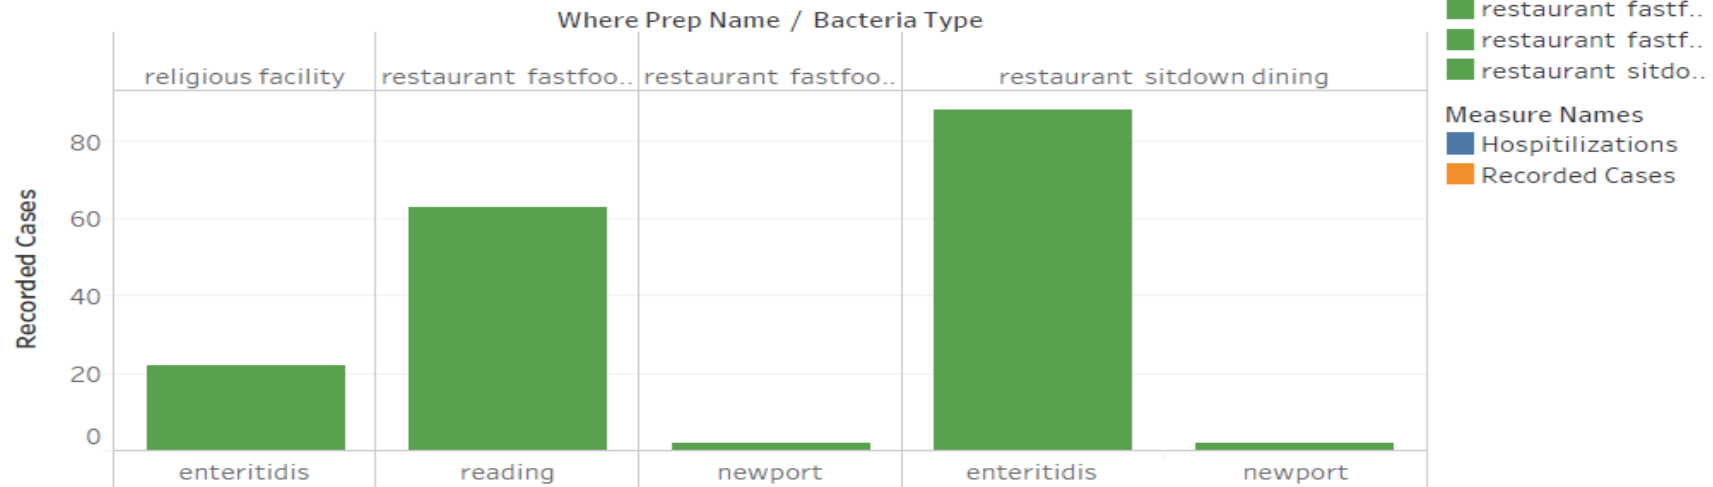 Where Prep Name / Bacteria Type
religious facility
restaurant fastfoo..
restaurant fastfoo..
restaurant sitdown dining
80
60
40
20
0
Recorded Cases
enteritidis
reading
newport
enteritidis
newport
restaurant fastf..
restaurant fastf..
restaurant sitdo..
Measure Names
Hospitilizations
Recorded Cases